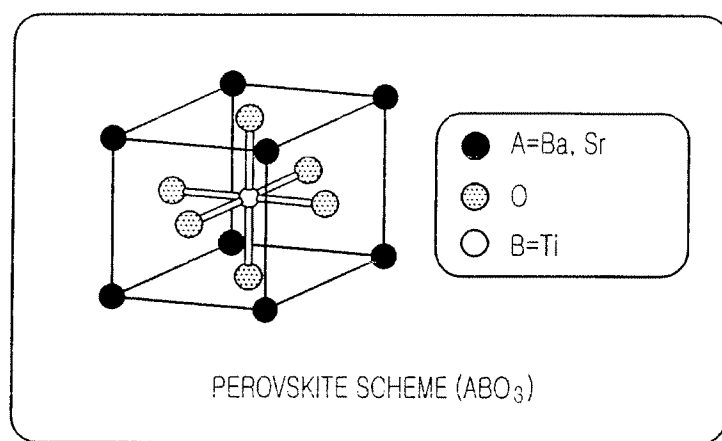 A=Ba, Sr
O
B=Ti
PEROVSKITE SCHEME (ABO₃)